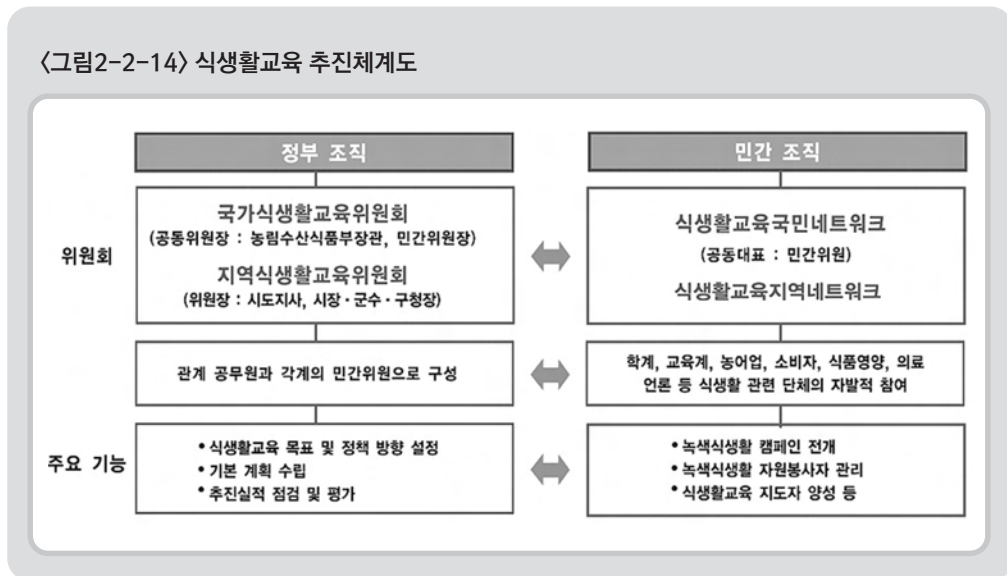 〈그림2-2-14〉 식생활교육 추진체계도
정부 조직
민간 조직
위원회
국가식생활교육위원회
(공동위원장 : 농림수산식품부장관, 민간위원장)
지역식생활교육위원회
(위원장 : 시도지사, 시장·군수·구청장)
식생활교육국민네트워크
(공동대표 : 민간위원)
식생활교육지역네트워크
관계 공무원과 각계의 민간위원으로 구성
학계, 교육계, 농어업, 소비자, 식품영양, 의료
언론 등 식생활 관련 단체의 자발적 참여
주요 기능
• 식생활교육 목표 및 정책 방향 설정
• 기본 계획 수립
• 추진실적 점검 및 평가
• 녹색식생활 캠페인 전개
• 녹색식생활 자원봉사자 관리
• 식생활교육 지도자 양성 등